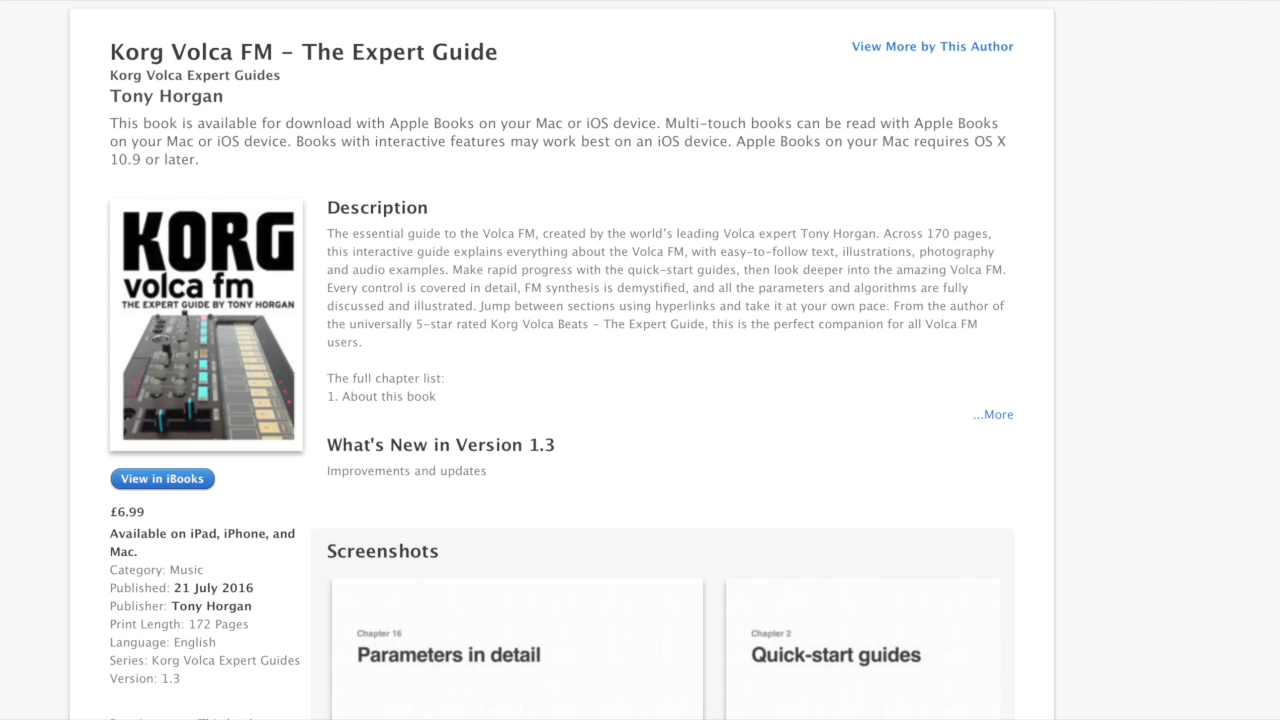 Korg Volca FM – The Expert Guide
View More by This Author
Korg Volca Expert Guides
Tony Horgan
This book is available for download with Apple Books on your Mac or iOS device. Multi-touch books can be read with Apple Books
on your Mac or iOS device. Books with interactive features may work best on an iOS device. Apple Books on your Mac requires OS X
10.9 or later.
KORG
volca fm
THE EXPERT GUIDE BY TONY HORGAN
View in iBooks
£6.99
Available on iPad, iPhone, and
Mac.
Category: Music
Published: 21 July 2016
Publisher: Tony Horgan
Print Length: 172 Pages
Language: English
Series: Korg Volca Expert Guides
Version: 1.3
Description
The essential guide to the Volca FM, created by the world's leading Volca expert Tony Horgan. Across 170 pages,
this interactive guide explains everything about the Volca FM, with easy-to-follow text, illustrations, photography
and audio examples. Make rapid progress with the quick-start guides, then look deeper into the amazing Volca FM.
Every control is covered in detail, FM synthesis is demystified, and all the parameters and algorithms are fully
discussed and illustrated. Jump between sections using hyperlinks and take it at your own pace. From the author of
the universally 5-star rated Korg Volca Beats – The Expert Guide, this is the perfect companion for all Volca FM
users.
The full chapter list:
1. About this book
...More
What's New in Version 1.3
Improvements and updates
Screenshots
Chapter 16
Parameters in detail
Chapter 2
Quick-start guides